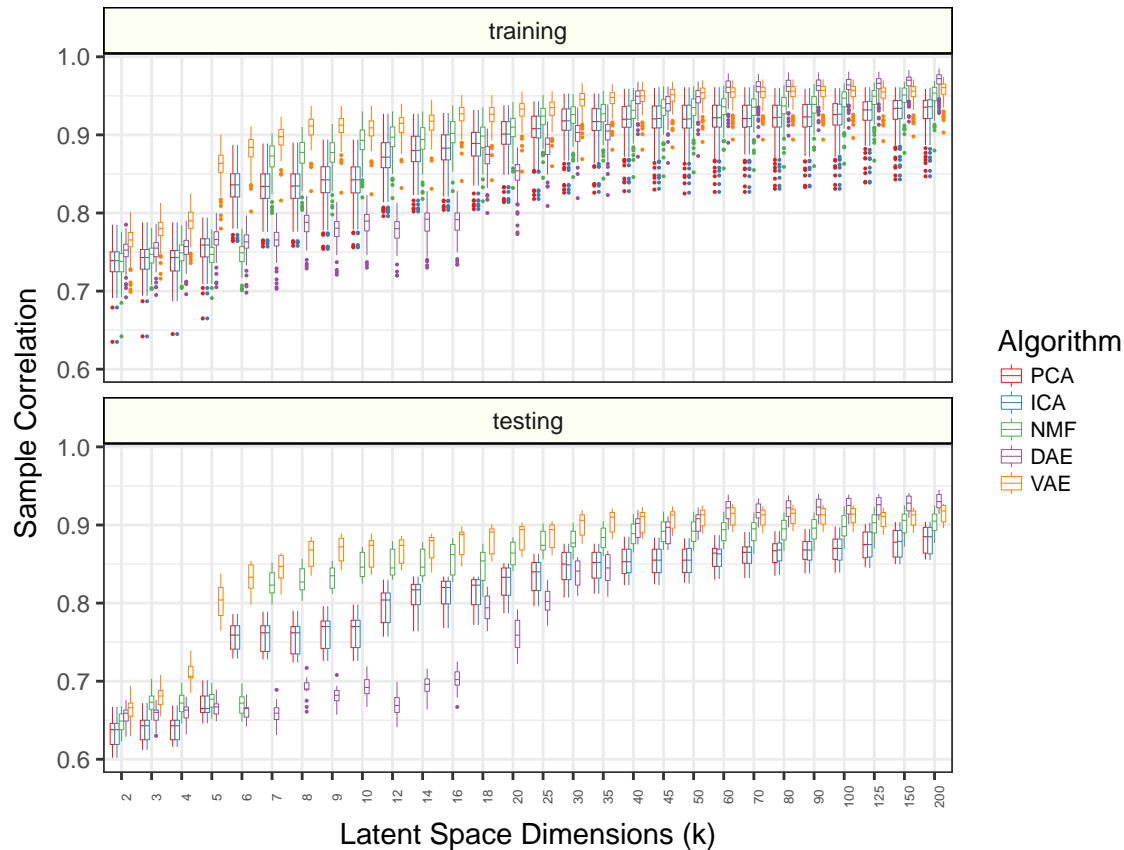 training
1.0
0.9
0.8
0.7
0.6
testing
1.0
0.9
0.8
0.7
0.6
Sample Correlation
2 3 4 5 6 7 8 9 10 12 14 16 18 20 25 30 35 40 45 50 60 70 80 90 100 125 150 200
Latent Space Dimensions (k)
Algorithm
PCA
ICA
NMF
DAE
VAE